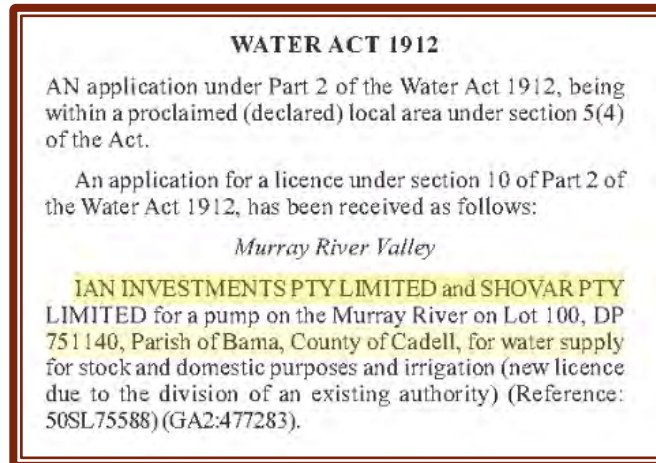 WATER ACT 1912
AN application under Part 2 of the Water Act 1912, being
within a proclaimed (declared) local area under section 5(4)
of the Act.
An application for a licence under section 10 of Part 2 of
the Water Act 1912, has been received as follows:
Murray River Valley
IAN INVESTMENTS PTY LIMITED and SHOVAR PTY
LIMITED for a pump on the Murray River on Lot 100, DP
751140, Parish of Bama, County of Cadell, for water supply
for stock and domestic purposes and irrigation (new licence
due to the division of an existing authority) (Reference:
50SL75588) (GA2:477283).